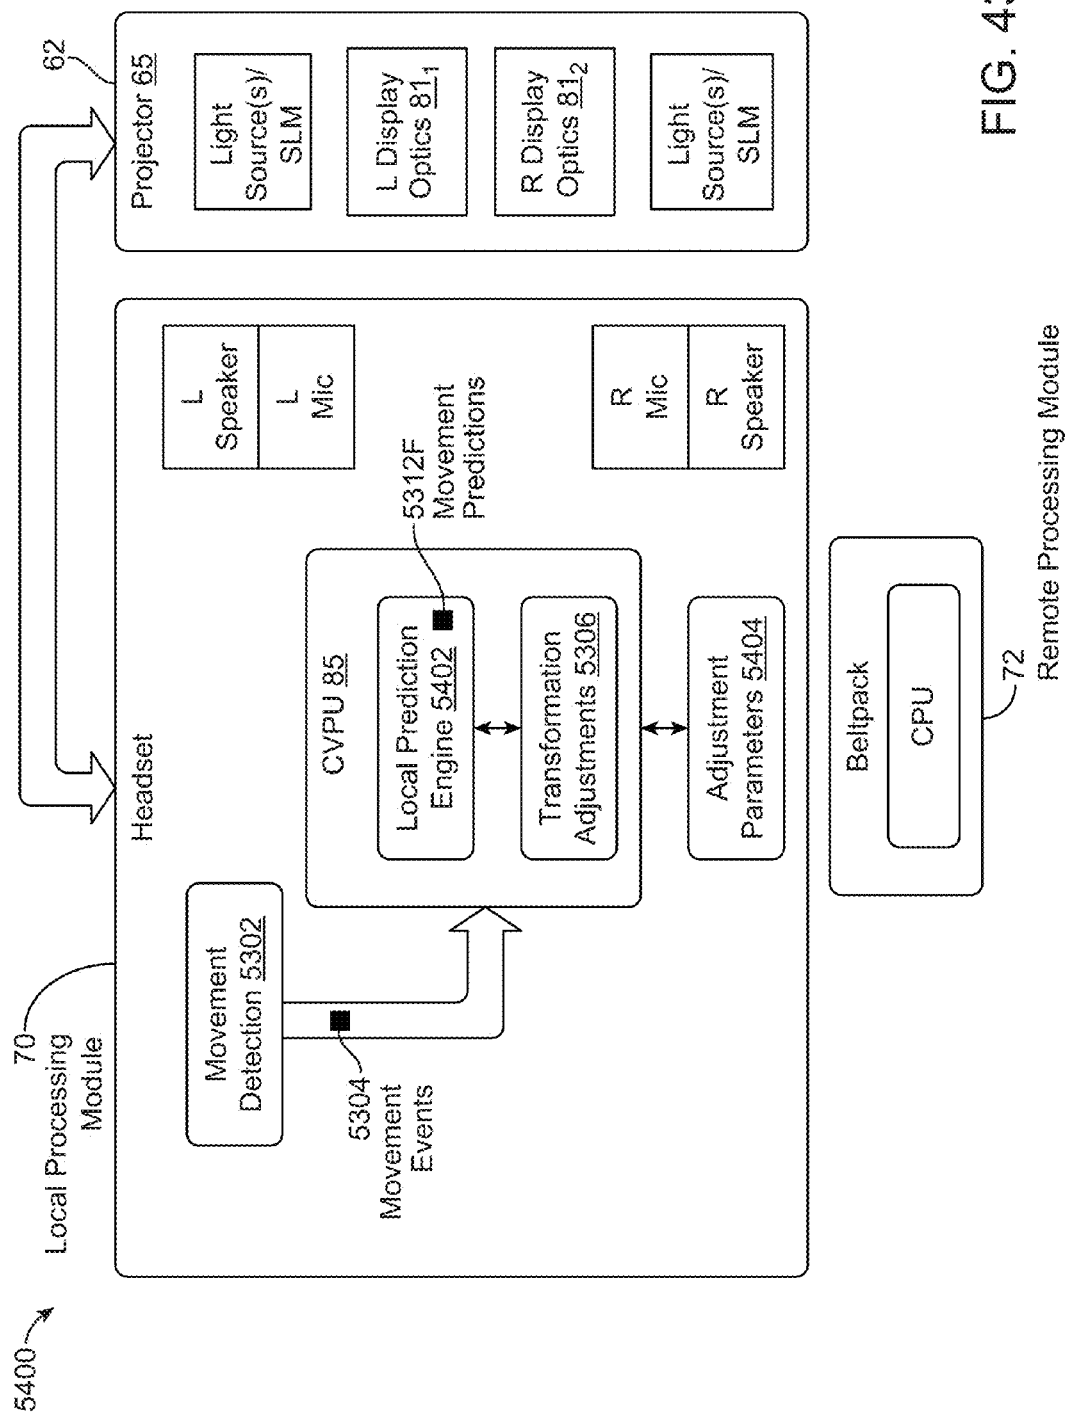 5400
70
Local Processing
Module
Headset
Movement
Detection 5302
5304
Movement
Events
CVPU 85
Local Prediction
Engine 5402
5312F
Movement
Predictions
Transformation
Adjustments 5306
Adjustment
Parameters 5404
L
Speaker
L
Mic
R
Mic
R
Speaker
62
Projector 65
Light
Source(s)/
SLM
L Display
Optics 81₁
R Display
Optics 81₂
Light
Source(s)/
SLM
Beltpack
CPU
72
Remote Processing Module
FIG.